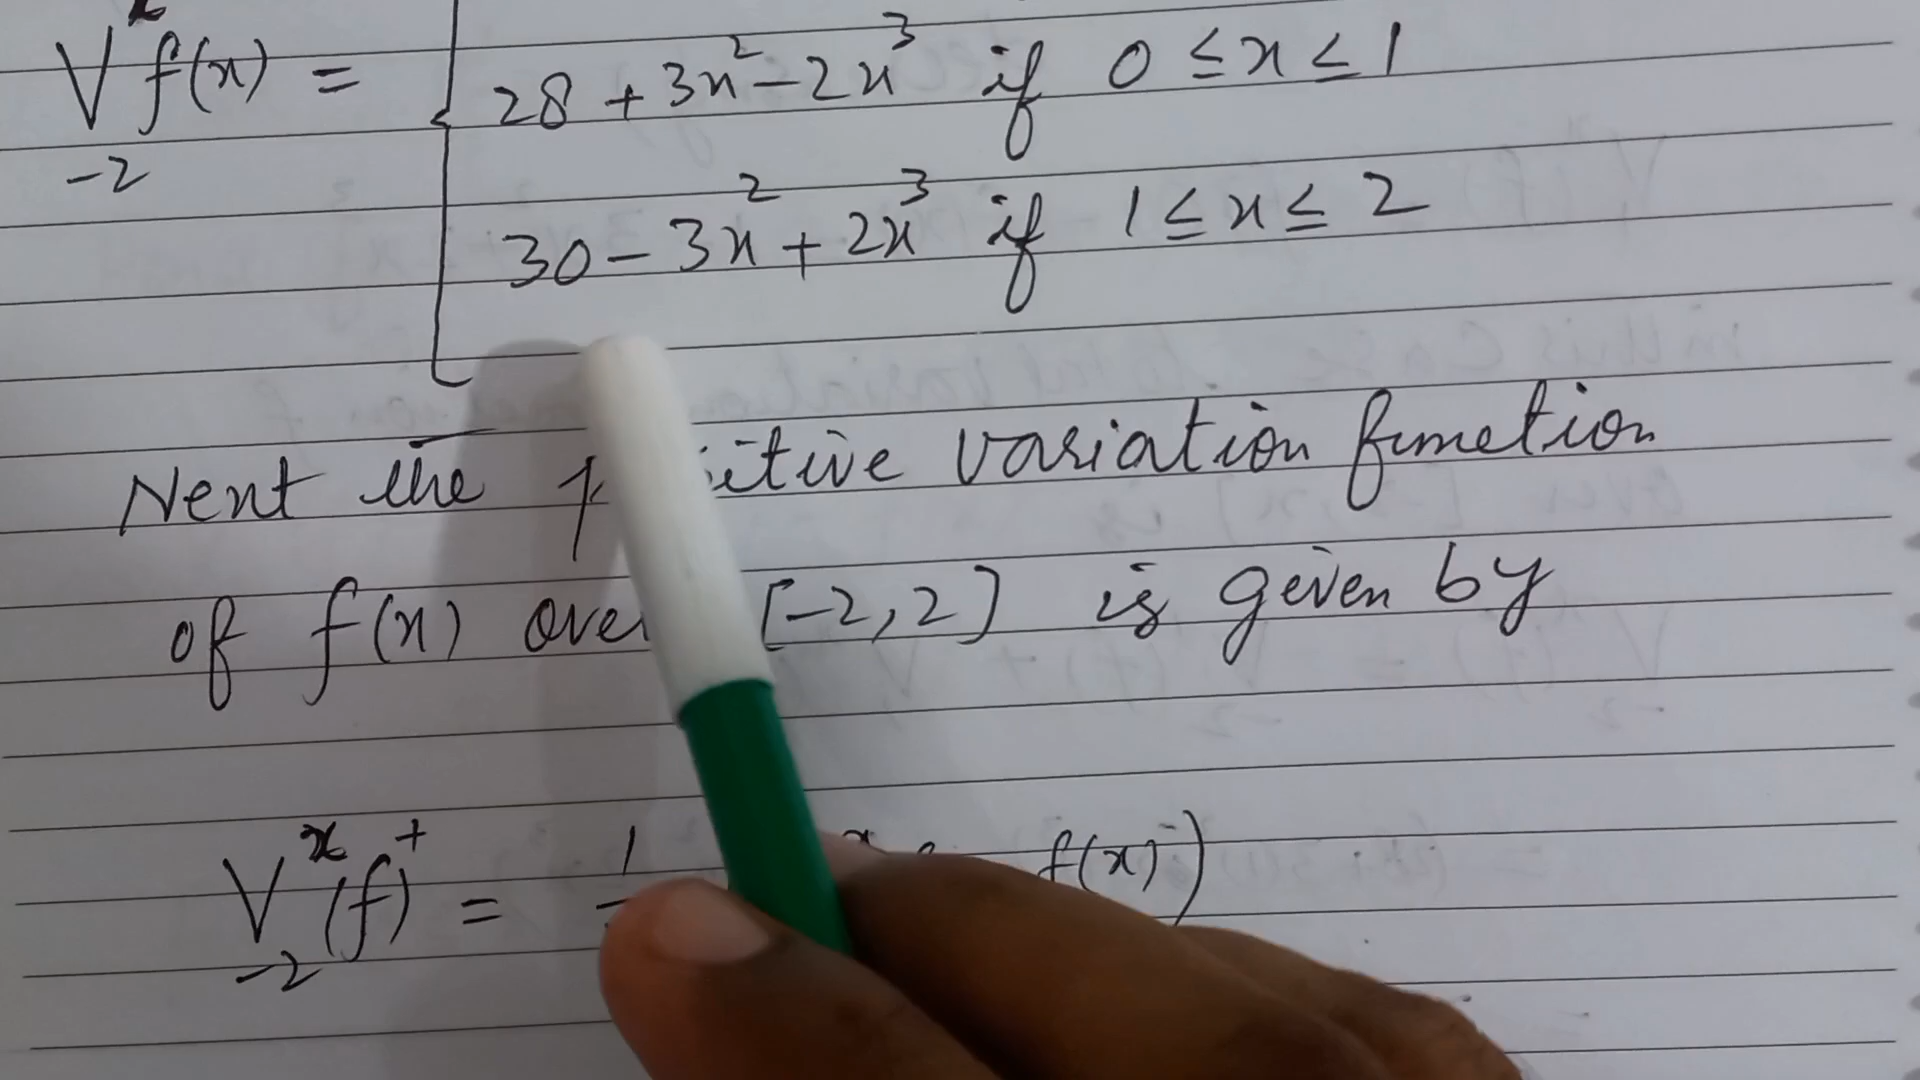 V f(x) = 28 + 3x² - 2x³ if 0 ≤ x ≤ 1
-2
30 - 3x² + 2x³ if 1 ≤ x ≤ 2
Next the variation function
of f(x) over [-2, 2] is given by
x +
V (f) = 1 f(x))
-2